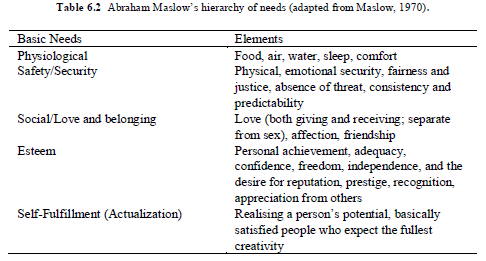 Table 6.2 Abraham Maslow's hierarchy of needs (adapted from Maslow, 1970).
Basic Needs Elements
Physiological Food, air, water, sleep, comfort
Safety/Security Physical, emotional security, fairness and
justice, absence of threat, consistency and
predictability
Social/Love and belonging Love (both giving and receiving; separate
from sex), affection, friendship
Esteem Personal achievement, adequacy,
confidence, freedom, independence, and the
desire for reputation, prestige, recognition,
appreciation from others
Self-Fulfillment (Actualization) Realising a person's potential, basically
satisfied people who expect the fullest
creativity